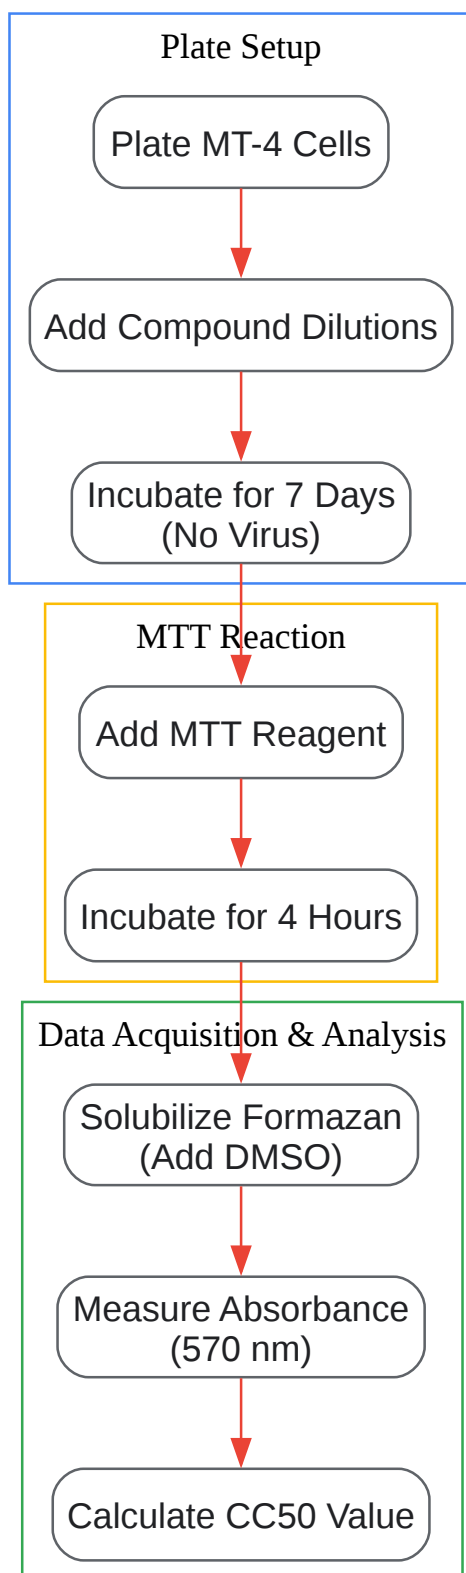 Plate Setup
Plate MT-4 Cells
Add Compound Dilutions
Incubate for 7 Days
(No Virus)
MTT Reaction
Add MTT Reagent
Incubate for 4 Hours
Data Acquisition & Analysis
Solubilize Formazan
(Add DMSO)
Measure Absorbance
(570 nm)
Calculate CC50 Value